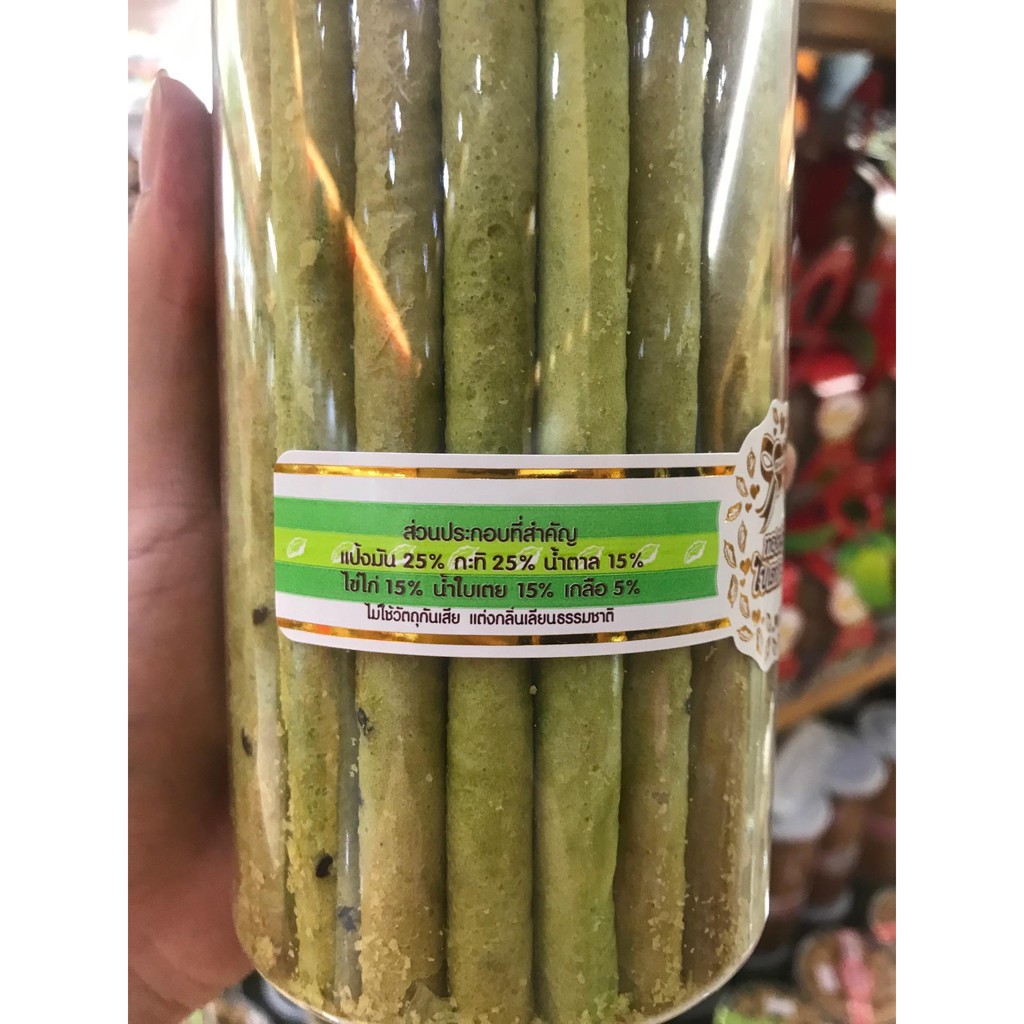 ส่วนประกอบที่สำคัญ
แป้งมัน 25% กะทิ 25% น้ำตาล 15%
ไข่ไก่ 15% น้ำใบเตย 15% เกลือ 5%
ไม่ใช้วัตถุกันเสีย แต่งกลิ่นเลียนธรรมชาติ